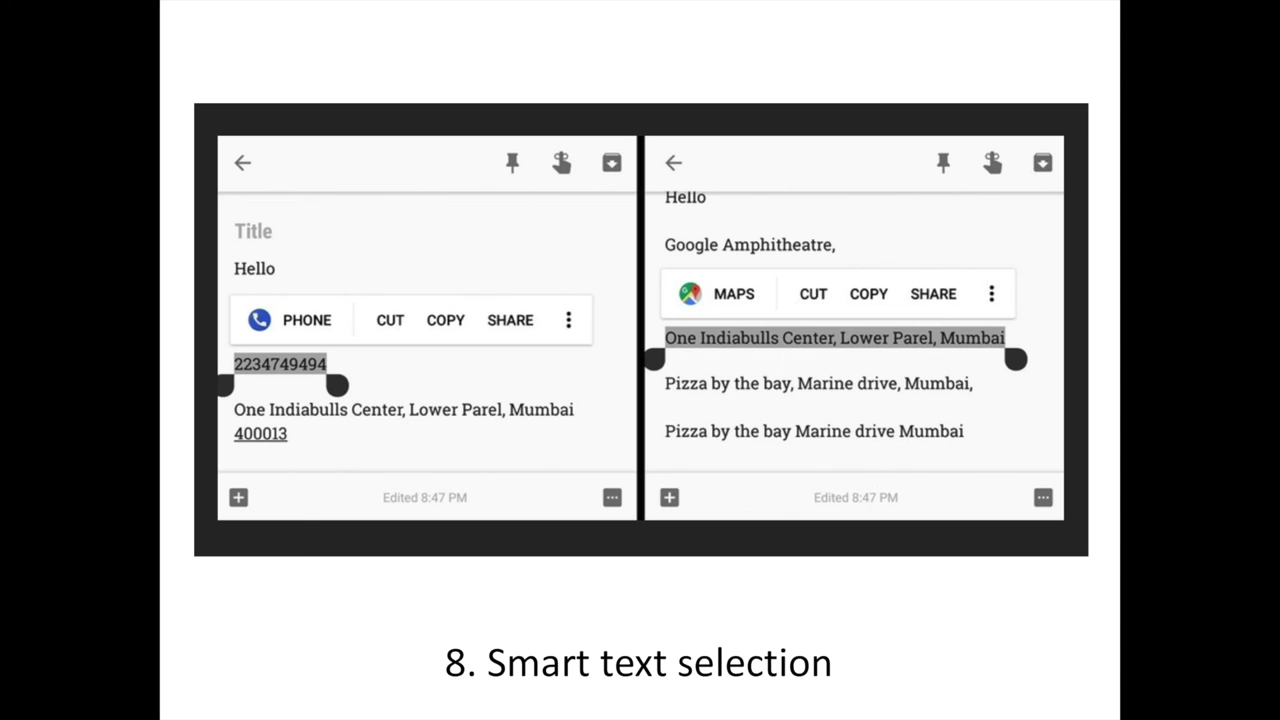 Title
Hello
PHONE CUT COPY SHARE
2234749494
One Indiabulls Center, Lower Parel, Mumbai
400013
Edited 8:47 PM
Hello
Google Amphitheatre,
MAPS CUT COPY SHARE
One Indiabulls Center, Lower Parel, Mumbai
Pizza by the bay, Marine drive, Mumbai,
Pizza by the bay Marine drive Mumbai
Edited 8:47 PM
8. Smart text selection